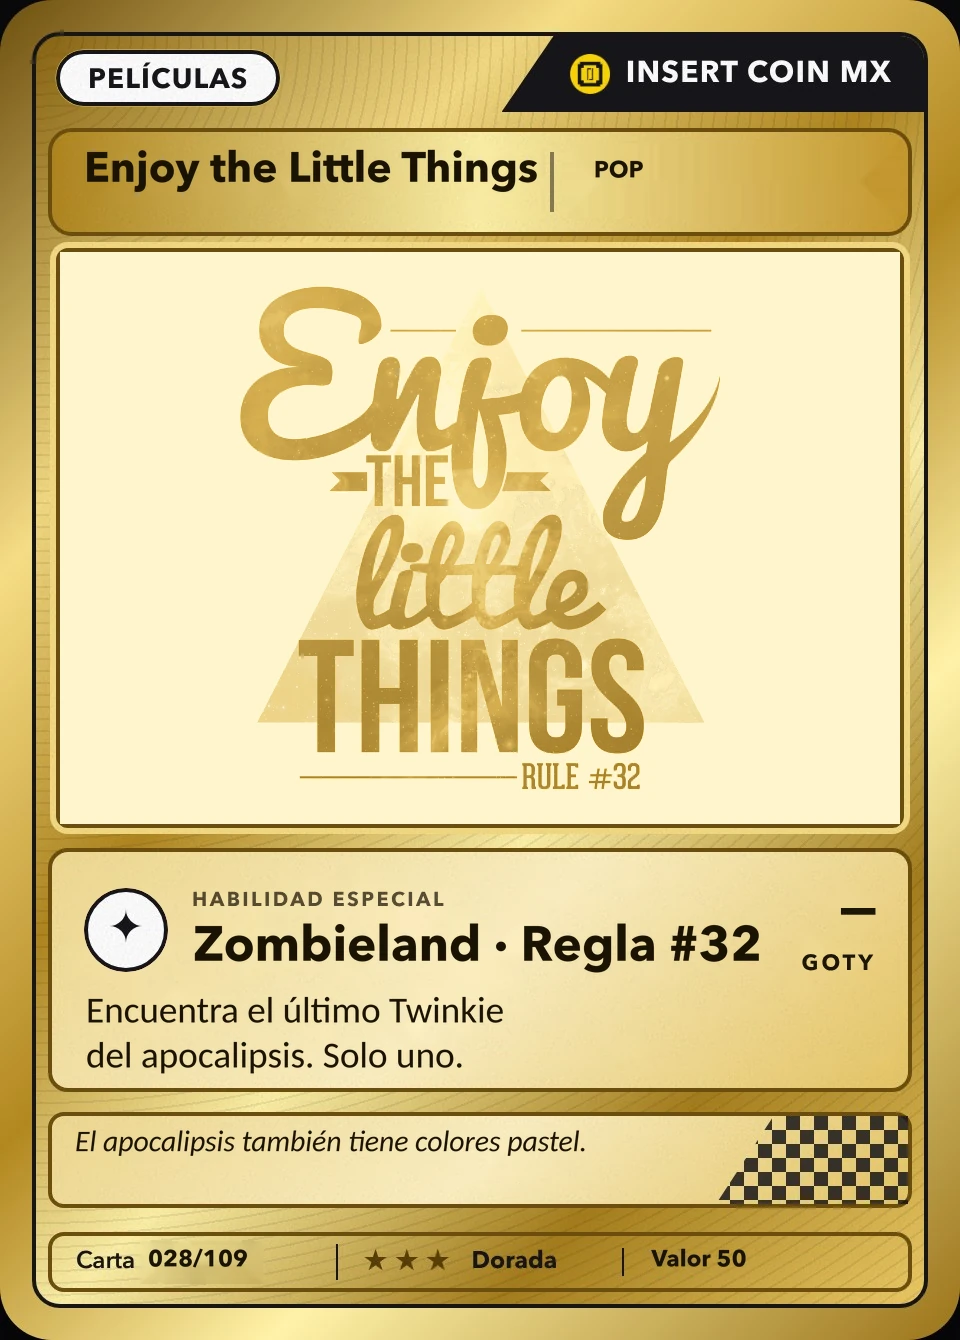 PELÍCULAS
INSERT COIN MX
Enjoy the Little Things
POP
Enjoy
THE
little
THINGS
RULE #32
HABILIDAD ESPECIAL
Zombieland · Regla #32
—
GOTY
Encuentra el último Twinkie
del apocalipsis. Solo uno.
El apocalipsis también tiene colores pastel.
Carta 028/109
★★★ Dorada
Valor 50